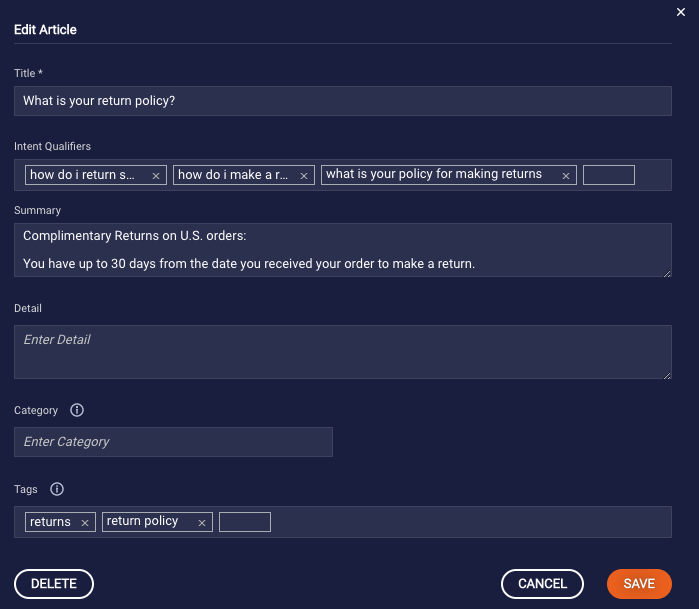 Edit Article
Title *
What is your return policy?
Intent Qualifiers
how do i return s... how do i make a r... what is your policy for making returns
Summary
Complimentary Returns on U.S. orders:
You have up to 30 days from the date you received your order to make a return.
Detail
Enter Detail
Category
Enter Category
Tags
returns return policy
DELETE CANCEL SAVE